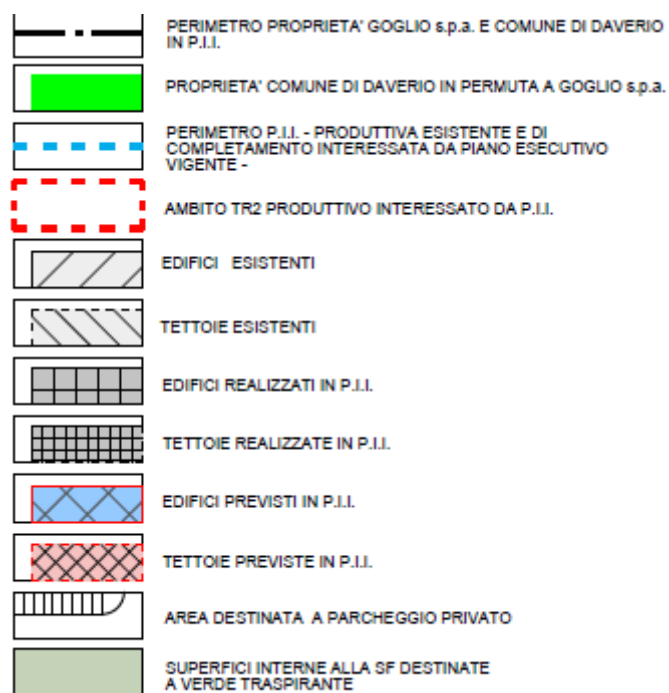 PERIMETRO PROPRIETA' GOGLIO s.p.a. E COMUNE DI DAVERIO
IN P.I.I.
PROPRIETA' COMUNE DI DAVERIO IN PERMUTA A GOGLIO s.p.a.
PERIMETRO P.I.I. - PRODUTTIVA ESISTENTE E DI
COMPLETAMENTO INTERESSATA DA PIANO ESECUTIVO
VIGENTE -
AMBITO TR2 PRODUTTIVO INTERESSATO DA P.I.I.
EDIFICI ESISTENTI
TETTOIE ESISTENTI
EDIFICI REALIZZATI IN P.I.I.
TETTOIE REALIZZATE IN P.I.I.
EDIFICI PREVISTI IN P.I.I.
TETTOIE PREVISTE IN P.I.I.
AREA DESTINATA A PARCHEGGIO PRIVATO
SUPERFICI INTERNE ALLA SF DESTINATE
A VERDE TRASPIRANTE